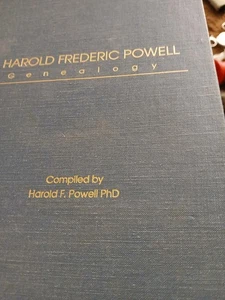 HAROLD FREDERIC POWELL
Genealogy
Compiled by
Harold F. Powell PhD